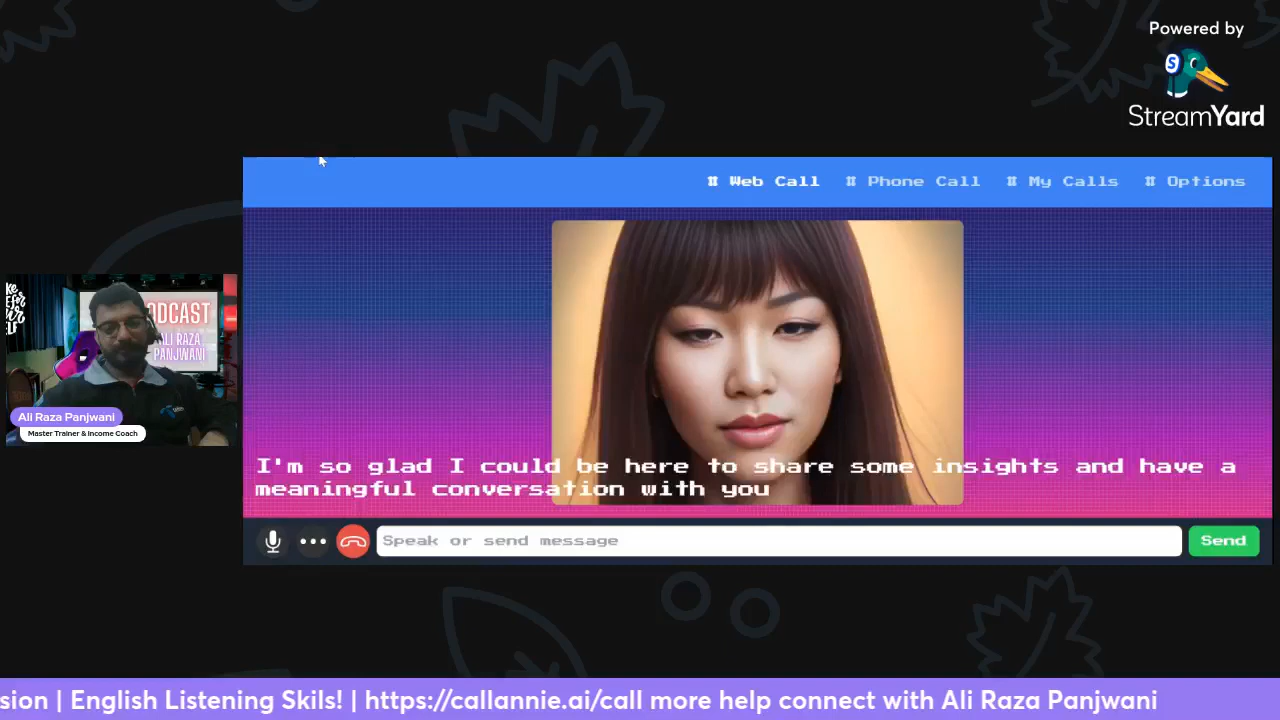 Powered by
StreamYard
# Web Call # Phone Call # My Calls # Options
ODCAST
ALI RAZA
PANJWANI
Ali Raza Panjwani
Master Trainer & Income Coach
I'm so glad I could be here to share some insights and have a
meaningful conversation with you
Speak or send message
Send
sion | English Listening Skils! | https://callannie.ai/call more help connect with Ali Raza Panjwani